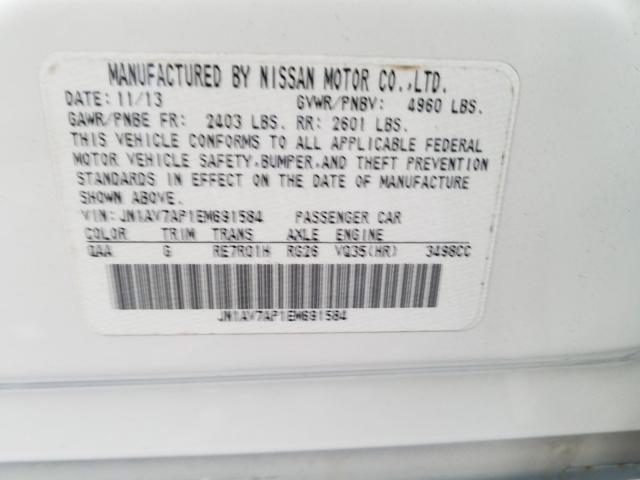 MANUFACTURED BY NISSAN MOTOR CO.,LTD.
DATE: 11/13 GVWR/PNBV: 4960 LBS.
GAWR/PNBE FR: 2403 LBS. RR: 2601 LBS.
THIS VEHICLE CONFORMS TO ALL APPLICABLE FEDERAL
MOTOR VEHICLE SAFETY,BUMPER,AND THEFT PREVENTION
STANDARDS IN EFFECT ON THE DATE OF MANUFACTURE
SHOWN ABOVE.
VIN: JN1AV7AP1EM691584 PASSENGER CAR
COLOR TRIM TRANS AXLE ENGINE
QAA G RE7R01H RG26 VQ35(HR) 3498CC
JN1AV7AP1EM691584